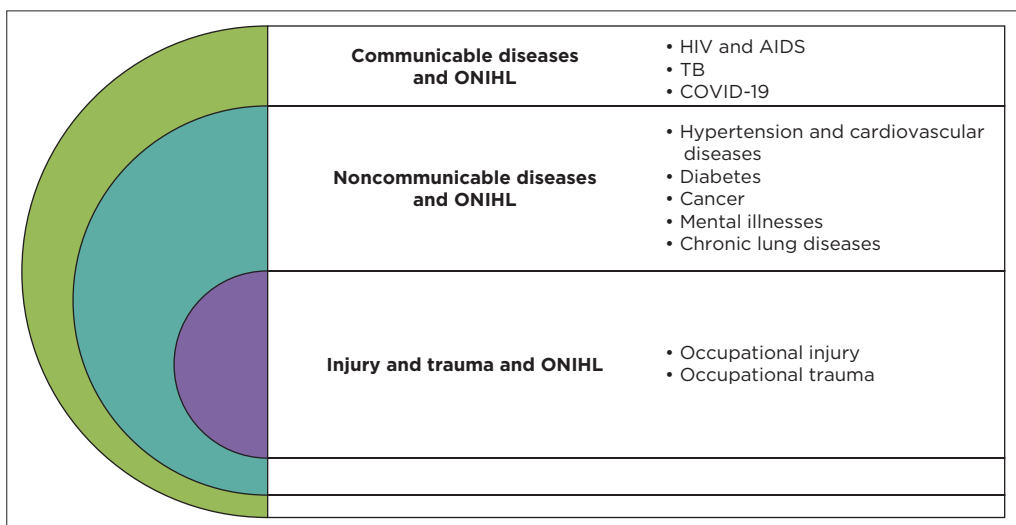 Communicable diseases
and ONIHL
• HIV and AIDS
• TB
• COVID-19
Noncommunicable diseases
and ONIHL
• Hypertension and cardiovascular
diseases
• Diabetes
• Cancer
• Mental illnesses
• Chronic lung diseases
Injury and trauma and ONIHL
• Occupational injury
• Occupational trauma